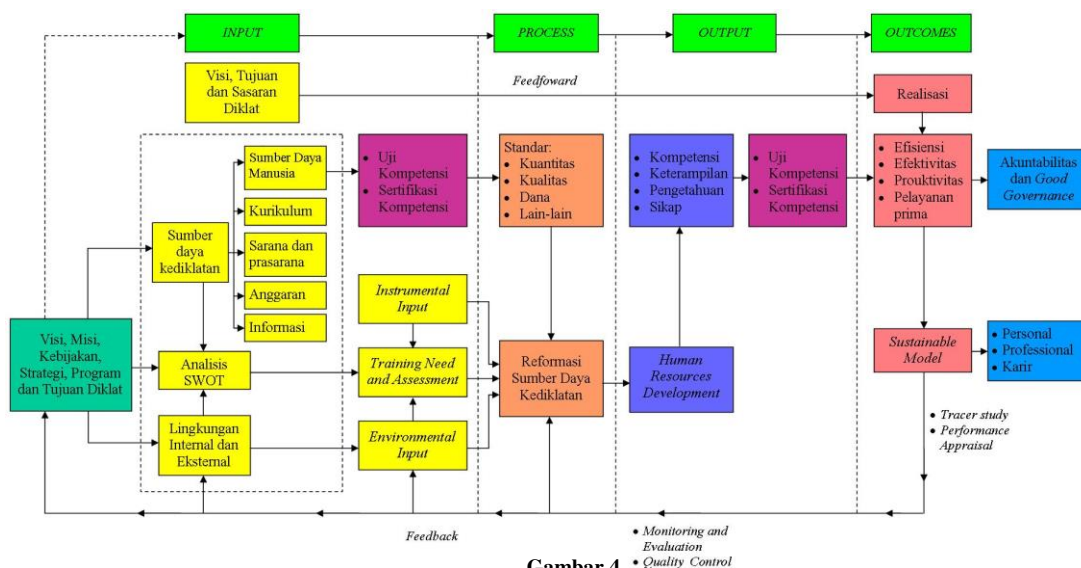 INPUT
PROCESS
OUTPUT
OUTCOMES
Visi, Tujuan
dan Sasaran
Diklat
Feedfoward
Realisasi
Sumber Daya
Manusia
Kurikulum
Sarana dan
prasarana
Anggaran
Informasi
Sumber
daya
kediklatan
• Uji
Kompetensi
• Sertifikasi
Kompetensi
Standar:
• Kuantitas
• Kualitas
• Dana
• Lain-lain
• Kompetensi
• Keterampilan
• Pengetahuan
• Sikap
• Uji
Kompetensi
• Sertifikasi
Kompetensi
• Efisiensi
• Efektivitas
• Prouktivitas
• Pelayanan
prima
Akuntabilitas
dan Good
Governance
Visi, Misi,
Kebijakan,
Strategi, Program
dan Tujuan Diklat
Analisis
SWOT
Lingkungan
Internal dan
Eksternal
Instrumental
Input
Training Need
and Assessment
Environmental
Input
Reformasi
Sumber Daya
Kediklatan
Human
Resources
Development
Sustainable
Model
• Personal
• Professional
• Karir
• Tracer study
• Performance
Appraisal
Feedback
• Monitoring and
Evaluation
• Quality Control
Gambar 4